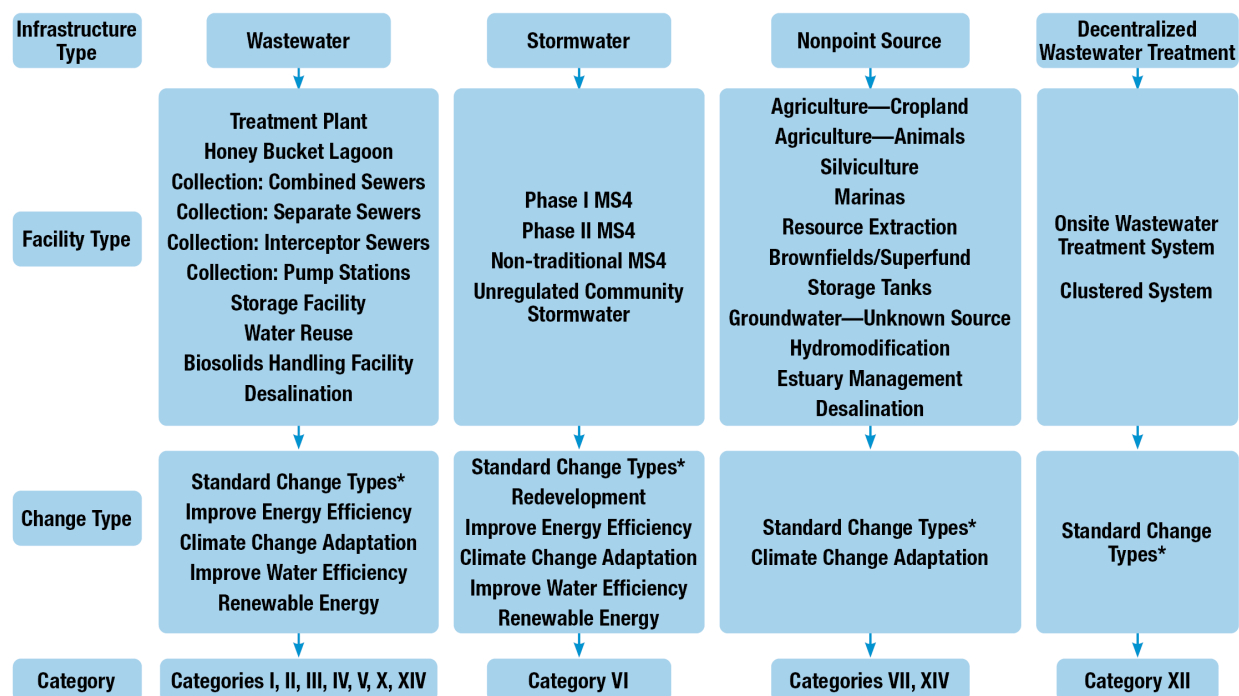 Infrastructure
Type
Wastewater
Stormwater
Nonpoint Source
Decentralized
Wastewater Treatment
Facility Type
Treatment Plant
Honey Bucket Lagoon
Collection: Combined Sewers
Collection: Separate Sewers
Collection: Interceptor Sewers
Collection: Pump Stations
Storage Facility
Water Reuse
Biosolids Handling Facility
Desalination
Phase I MS4
Phase II MS4
Non-traditional MS4
Unregulated Community
Stormwater
Agriculture—Cropland
Agriculture—Animals
Silviculture
Marinas
Resource Extraction
Brownfields/Superfund
Storage Tanks
Groundwater—Unknown Source
Hydromodification
Estuary Management
Desalination
Onsite Wastewater
Treatment System
Clustered System
Change Type
Standard Change Types*
Improve Energy Efficiency
Climate Change Adaptation
Improve Water Efficiency
Renewable Energy
Standard Change Types*
Redevelopment
Improve Energy Efficiency
Climate Change Adaptation
Improve Water Efficiency
Renewable Energy
Standard Change Types*
Climate Change Adaptation
Standard Change
Types*
Category
Categories I, II, III, IV, V, X, XIV
Category VI
Categories VII, XIV
Category XII